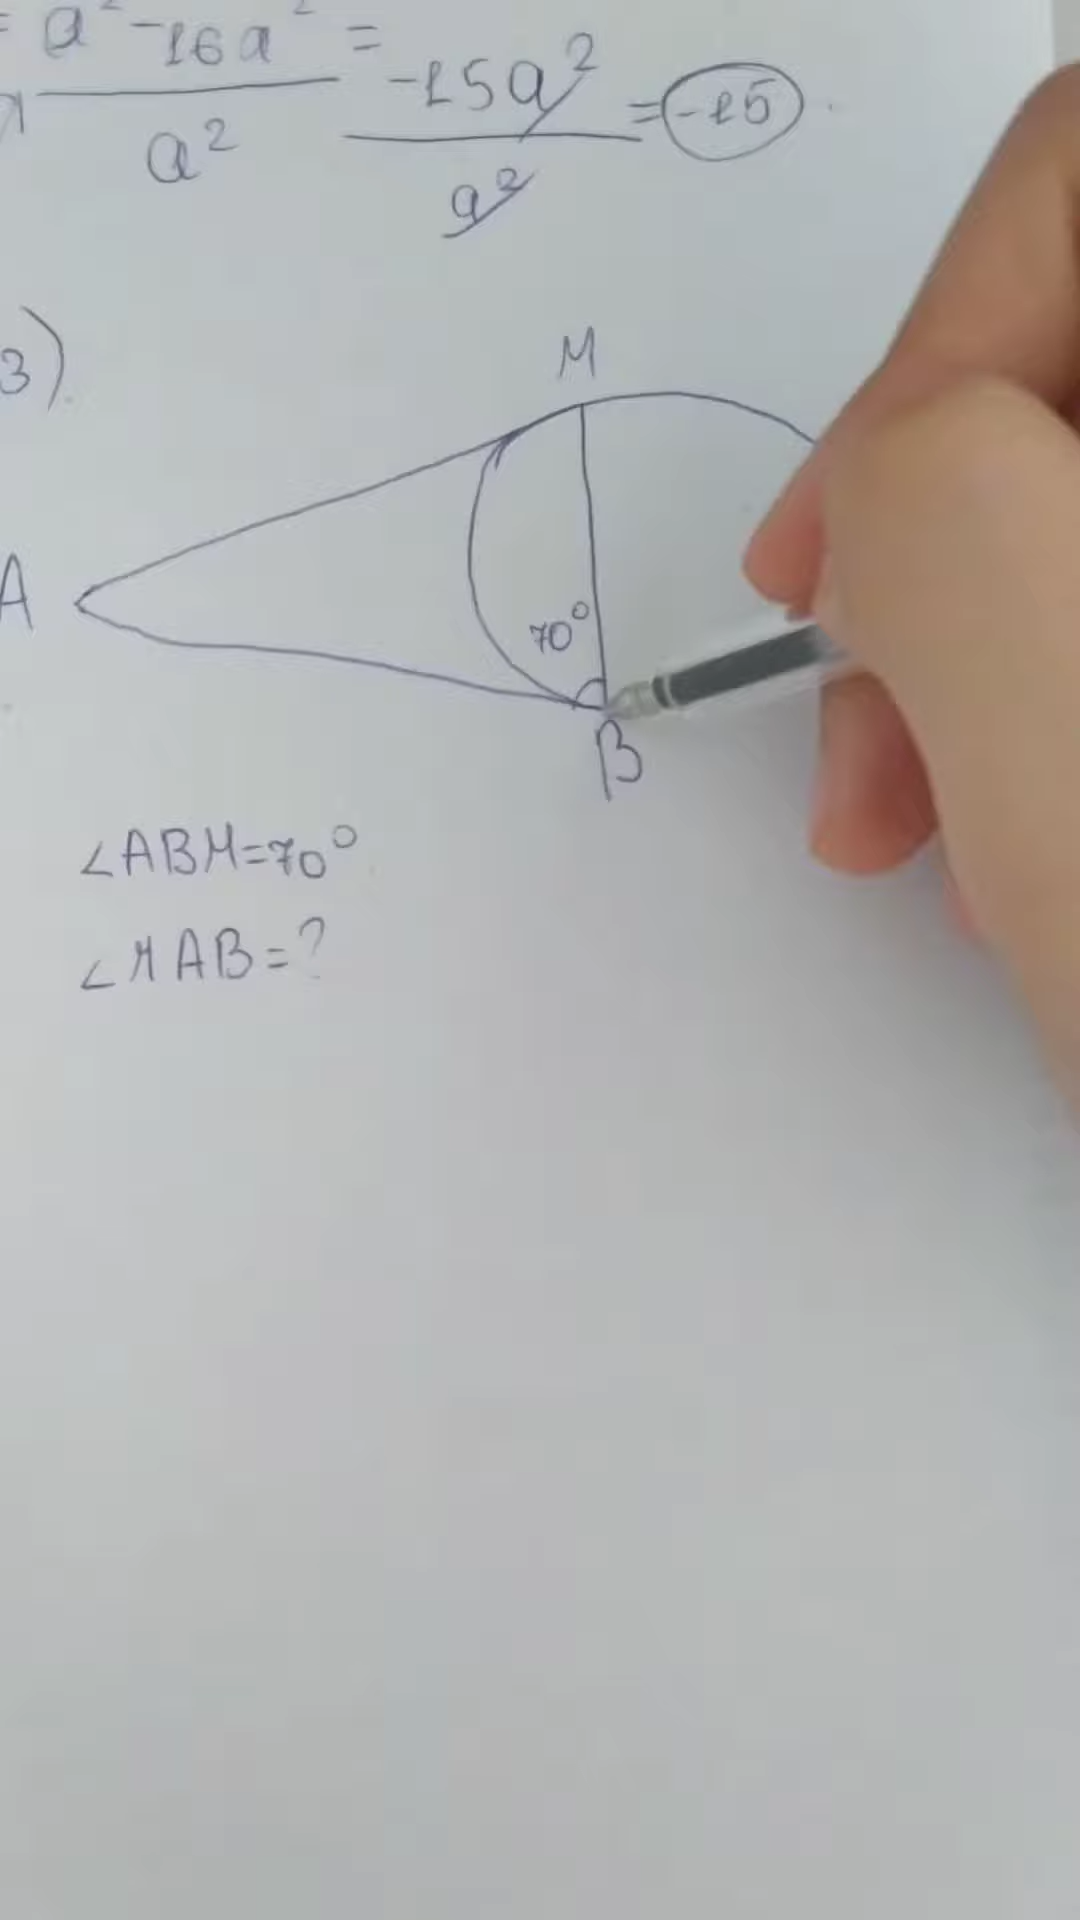 = a² - 16a² / a² = -15a² / a² = -15
3)
M
A
70°
B
∠ABM=70°
∠MAB=?